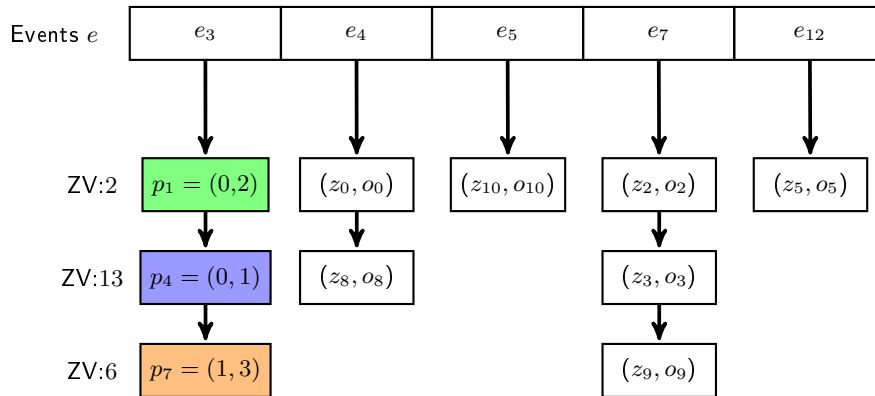 Events e e₃ e₄ e₅ e₇ e₁₂
ZV:2 p₁ = (0,2) (z₀, o₀) (z₁₀, o₁₀) (z₂, o₂) (z₅, o₅)
ZV:13 p₄ = (0, 1) (z₈, o₈) (z₃, o₃)
ZV:6 p₇ = (1, 3) (z₉, o₉)